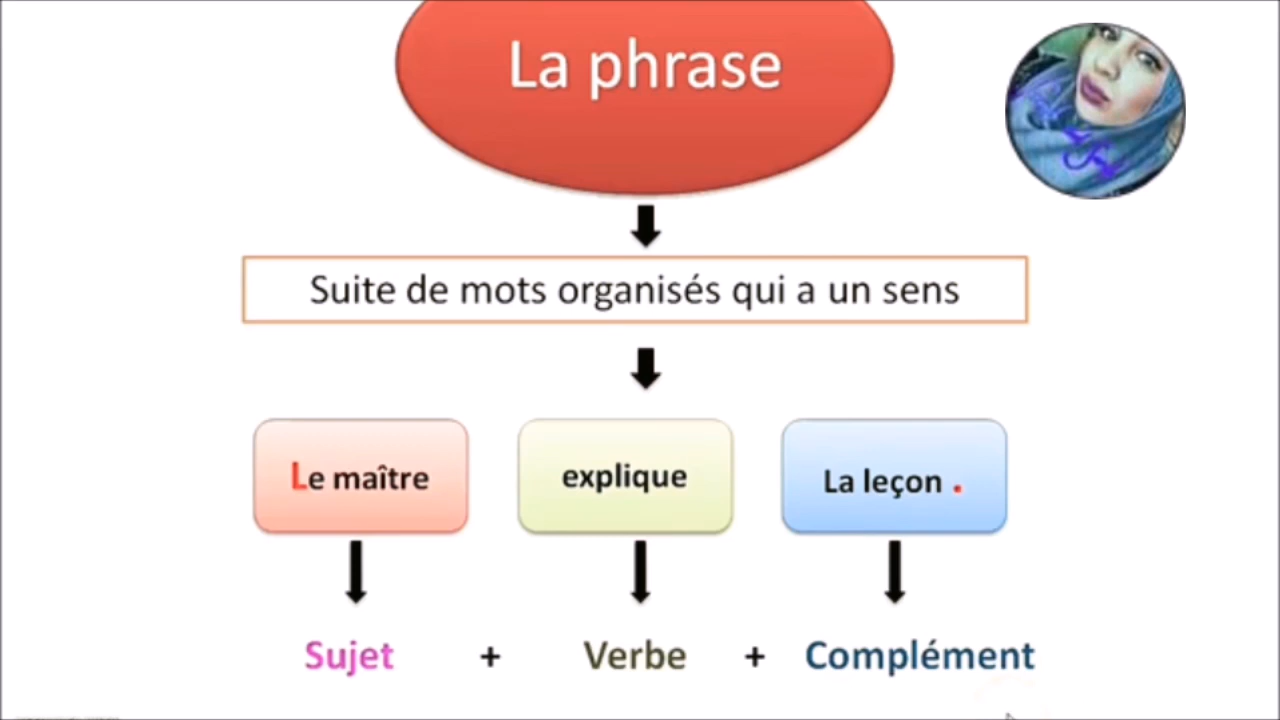 La phrase
Suite de mots organisés qui a un sens
Le maître
explique
La leçon .
Sujet + Verbe + Complément